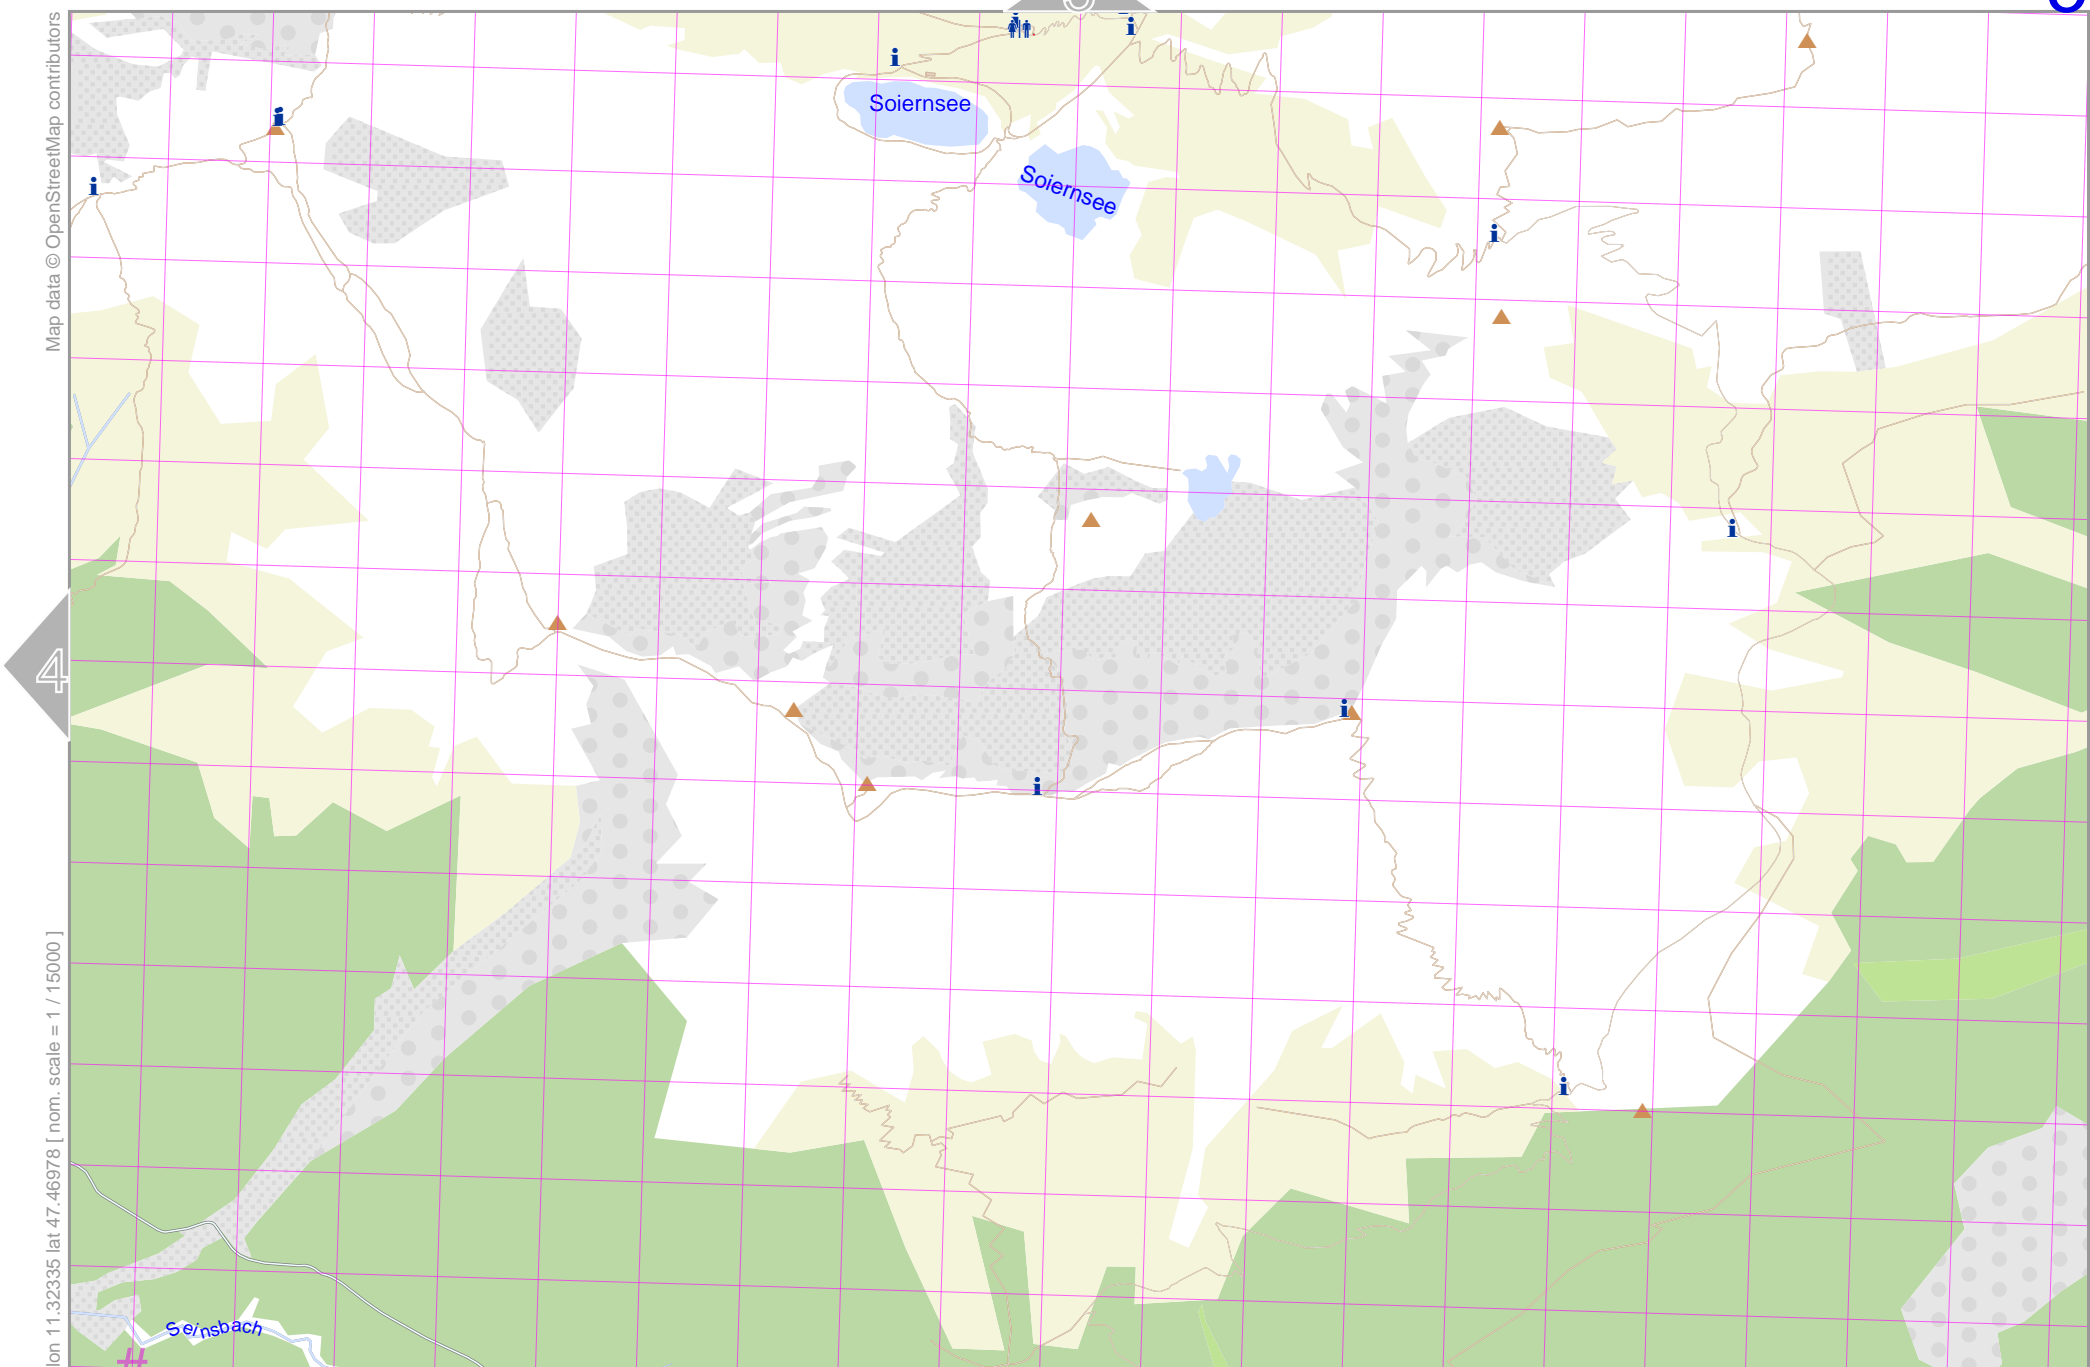 Map data © OpenStreetMap contributors
Soiernsee
Soiernsee
4
lon 11.32335 lat 47.46978 [ nom. scale = 1 / 15000 ]
Seinsbach